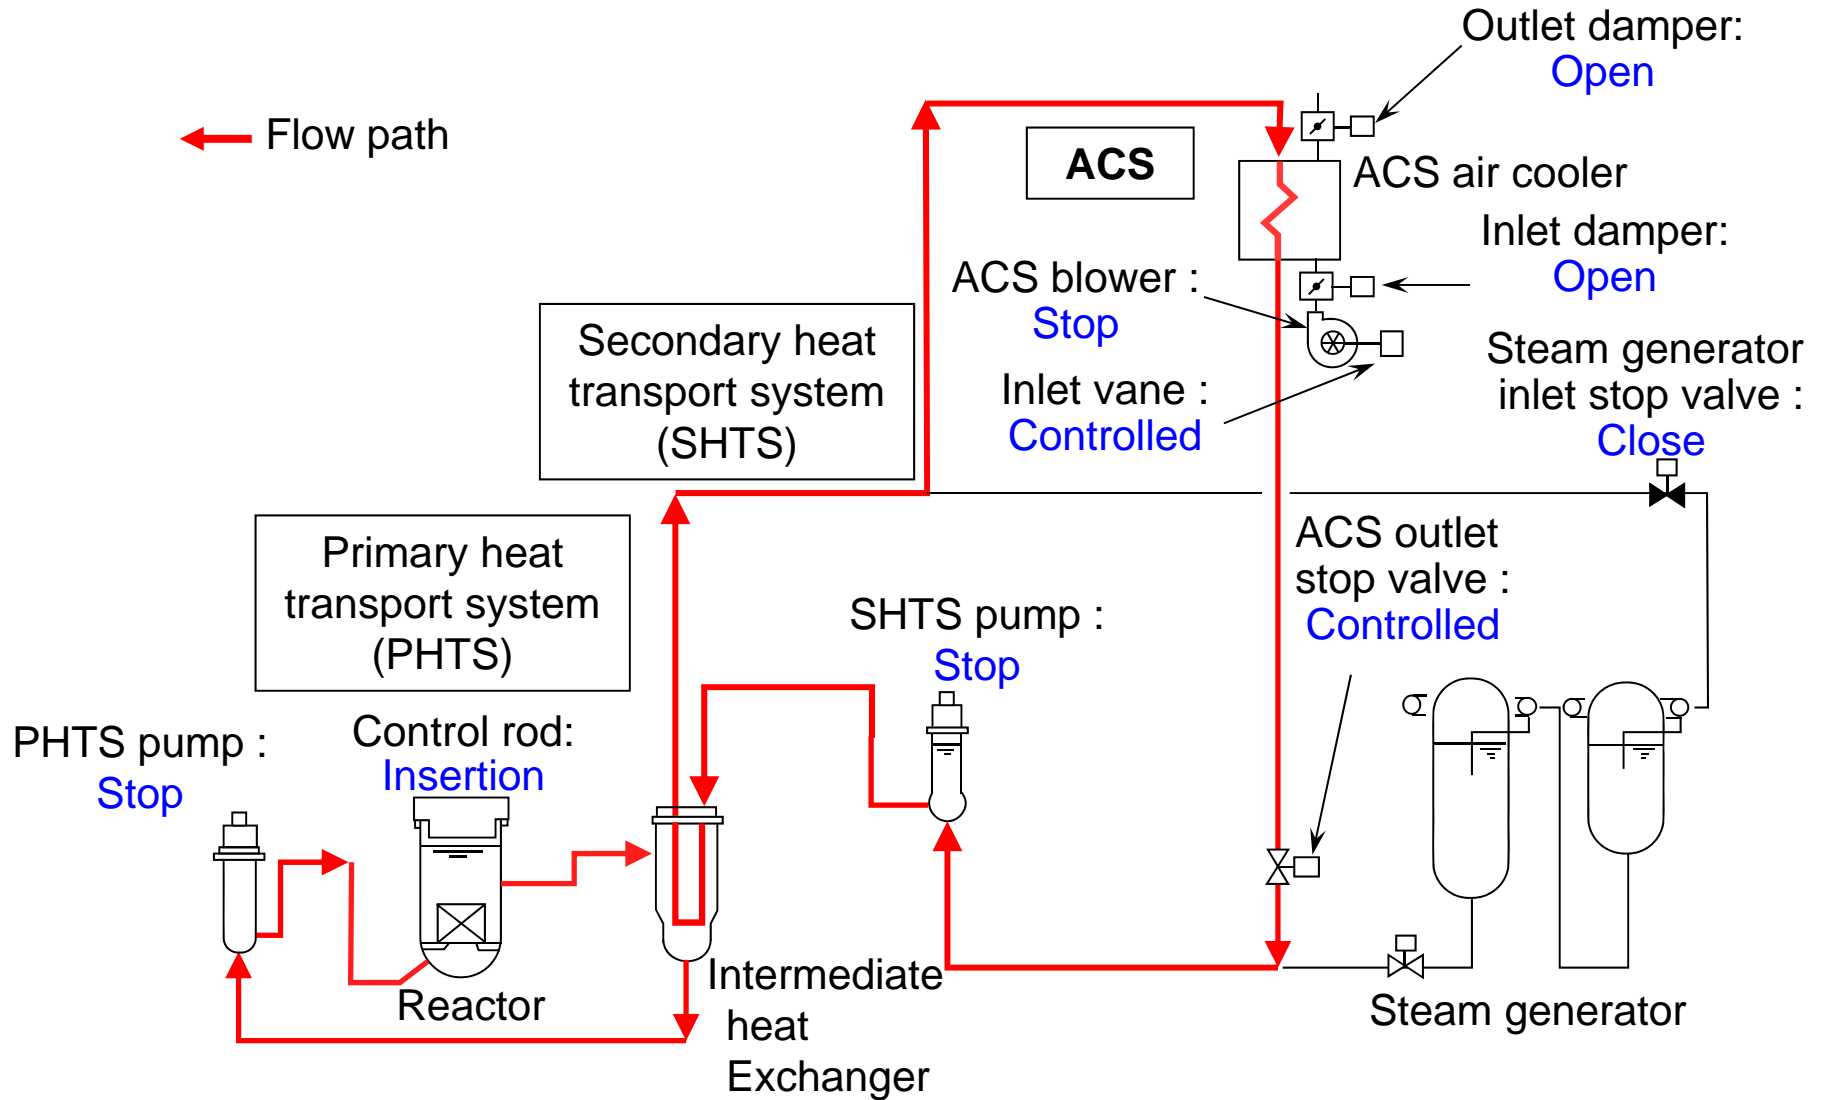 Outlet damper:
Open
Flow path
ACS
ACS air cooler
Inlet damper:
Open
ACS blower :
Stop
Secondary heat
transport system
(SHTS)
Inlet vane :
Controlled
Steam generator
inlet stop valve :
Close
Primary heat
transport system
(PHTS)
ACS outlet
stop valve :
Controlled
SHTS pump :
Stop
PHTS pump :
Stop
Control rod:
Insertion
Reactor
Intermediate
heat
Exchanger
Steam generator